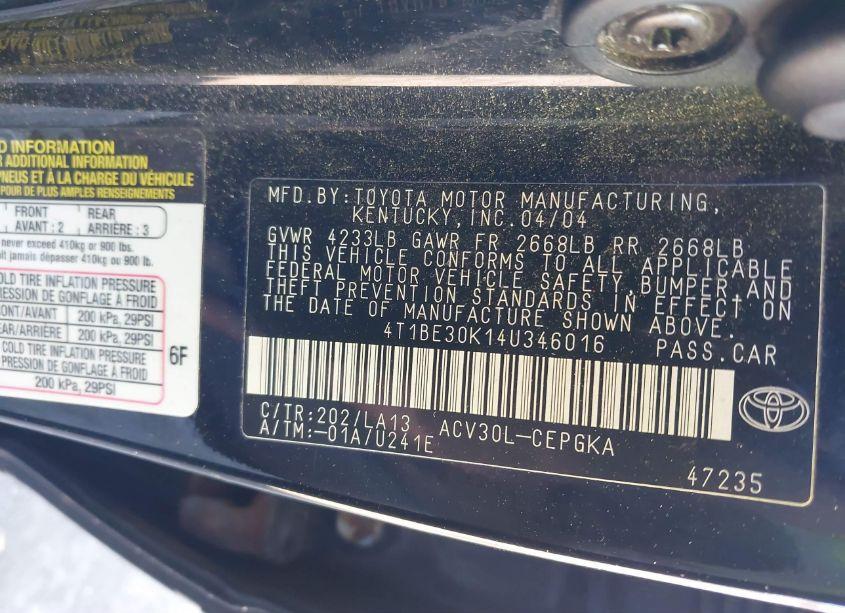 D INFORMATION
ADDITIONAL INFORMATION
PNEUS ET À LA CHARGE DU VÉHICULE
POUR DE PLUS AMPLES RENSEIGNEMENTS
FRONT
AVANT : 2
REAR
ARRIÈRE : 3
never exceed 410kg or 900 lbs.
doit jamais dépasser 410kg ou 900 lb.
COLD TIRE INFLATION PRESSURE
PRESSION DE GONFLAGE À FROID
FRONT/AVANT 200 kPa, 29PSI
REAR/ARRIÈRE 200 kPa, 29PSI
COLD TIRE INFLATION PRESSURE
PRESSION DE GONFLAGE À FROID
200 kPa, 29PSI
6F
MFD.BY:TOYOTA MOTOR MANUFACTURING,
KENTUCKY,INC.04/04
GVWR 4233LB GAWR FR 2668LB RR 2668LB
THIS VEHICLE CONFORMS TO ALL APPLICABLE
FEDERAL MOTOR VEHICLE SAFETY,BUMPER,AND
THEFT PREVENTION STANDARDS IN EFFECT ON
THE DATE OF MANUFACTURE SHOWN ABOVE.
4T1BE30K14U346016 PASS.CAR
C/TR:202/LA13 ACV30L-CEPGKA
A/TM:-01A/U241E
47235